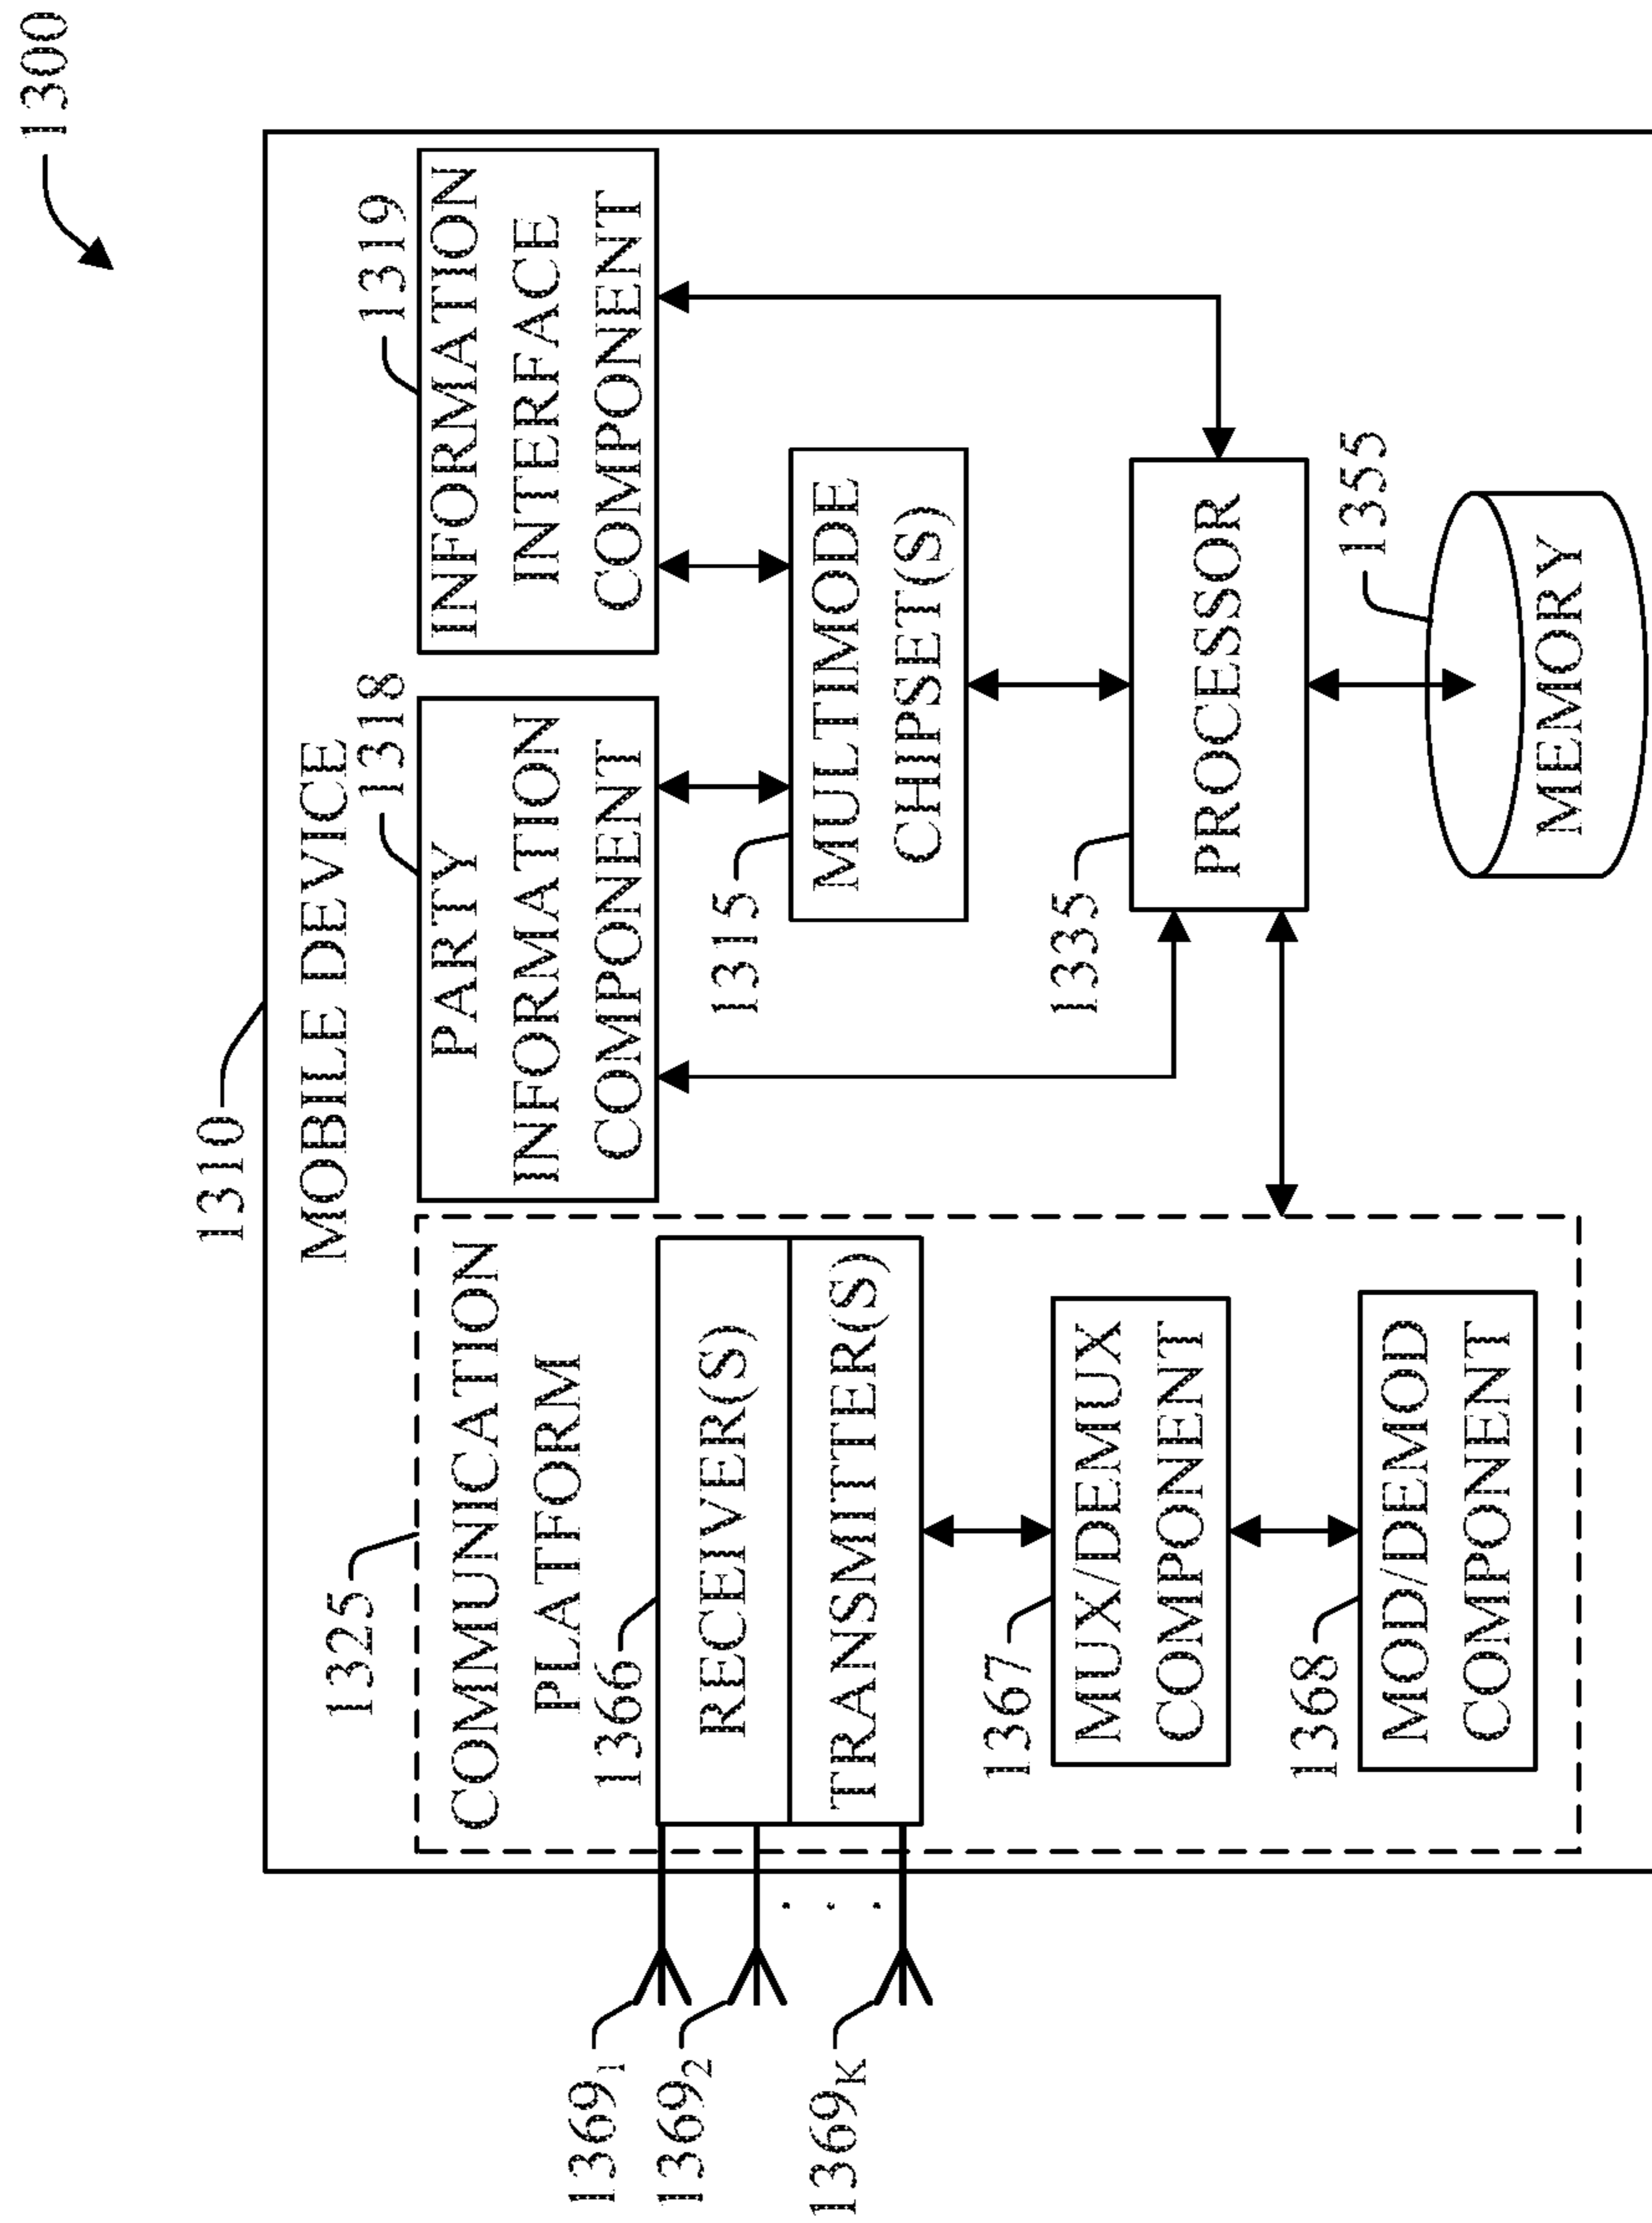 1300
1310
MOBILE DEVICE
1325
COMMUNICATION
PLATFORM
1366
RECEIVER(S)
TRANSMITTER(S)
1367
MUX/DEMUX
COMPONENT
1368
MOD/DEMOD
COMPONENT
1369₁
1369₂
. . .
1369K
1318
PARTY
INFORMATION
COMPONENT
1319
INFORMATION
INTERFACE
COMPONENT
1315
MULTIMODE
CHIPSET(S)
1335
PROCESSOR
1355
MEMORY